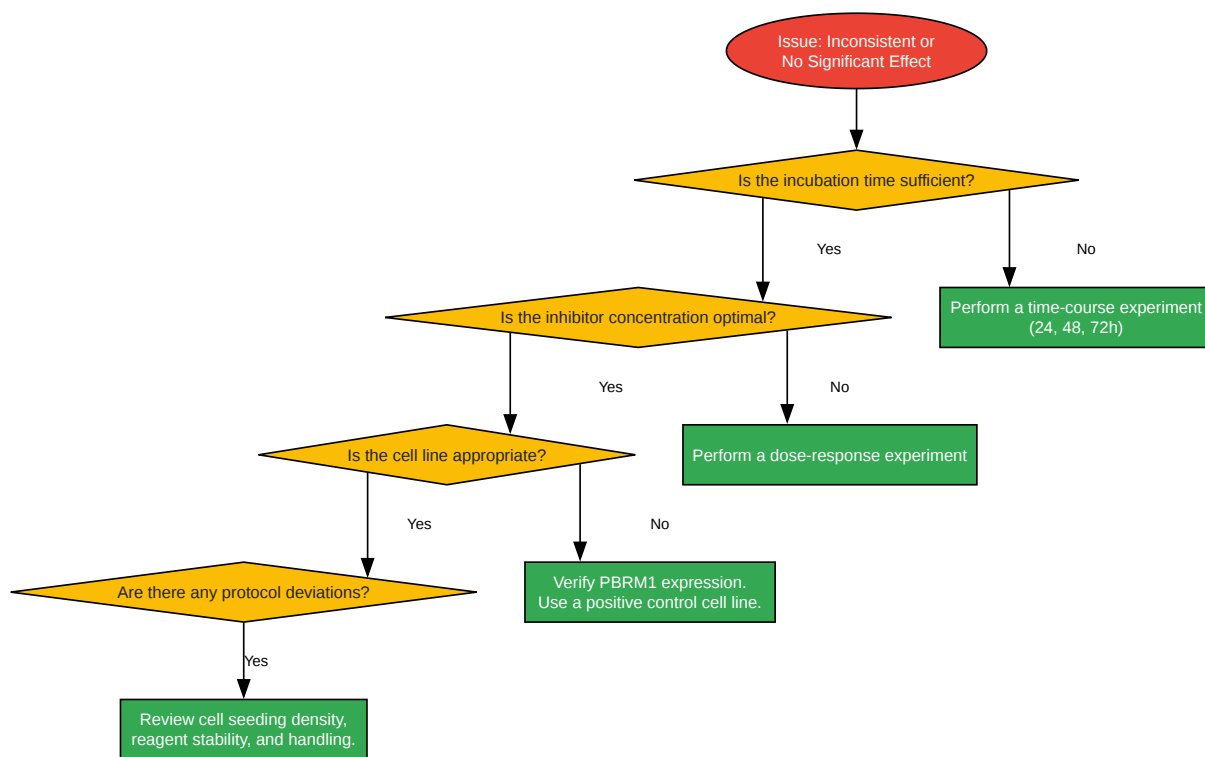 Issue: Inconsistent or
No Significant Effect
Is the incubation time sufficient?
Yes
No
Perform a time-course experiment
(24, 48, 72h)
Is the inhibitor concentration optimal?
Yes
No
Perform a dose-response experiment
Is the cell line appropriate?
Yes
No
Verify PBRM1 expression.
Use a positive control cell line.
Are there any protocol deviations?
Yes
Review cell seeding density,
reagent stability, and handling.